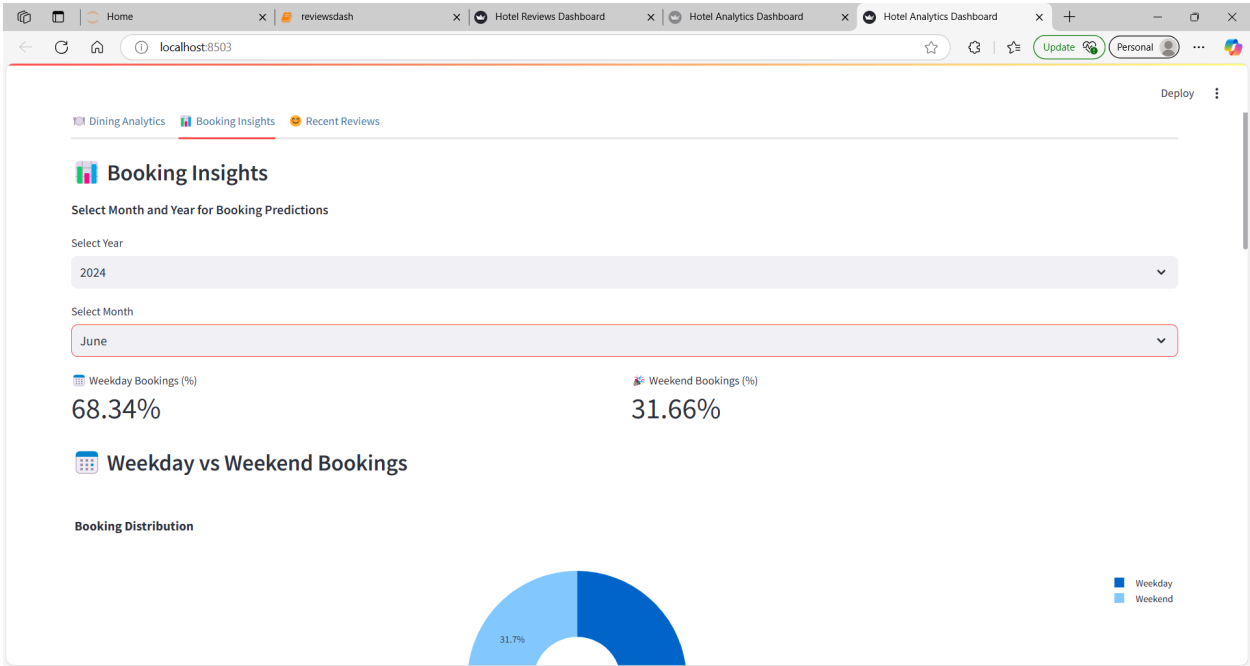 Home
reviewsdash
Hotel Reviews Dashboard
Hotel Analytics Dashboard
Hotel Analytics Dashboard
localhost:8503
Update
Personal
Deploy
Dining Analytics
Booking Insights
Recent Reviews
Booking Insights
Select Month and Year for Booking Predictions
Select Year
2024
Select Month
June
Weekday Bookings (%)
Weekend Bookings (%)
68.34%
31.66%
Weekday vs Weekend Bookings
Booking Distribution
Weekday
Weekend
31.7%